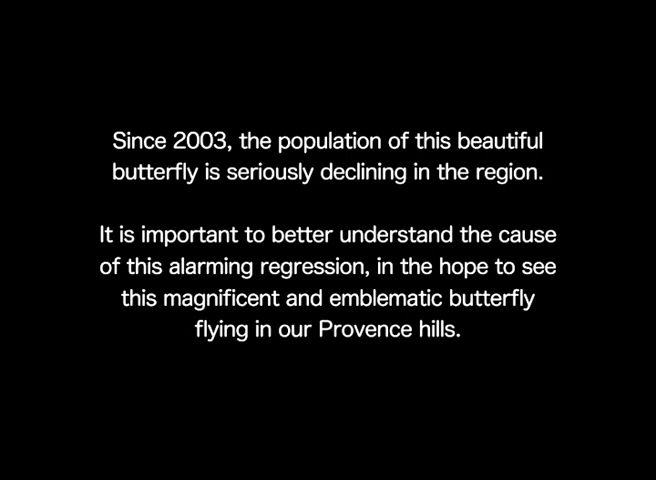 Since 2003, the population of this beautiful
butterfly is seriously declining in the region.
It is important to better understand the cause
of this alarming regression, in the hope to see
this magnificent and emblematic butterfly
flying in our Provence hills.